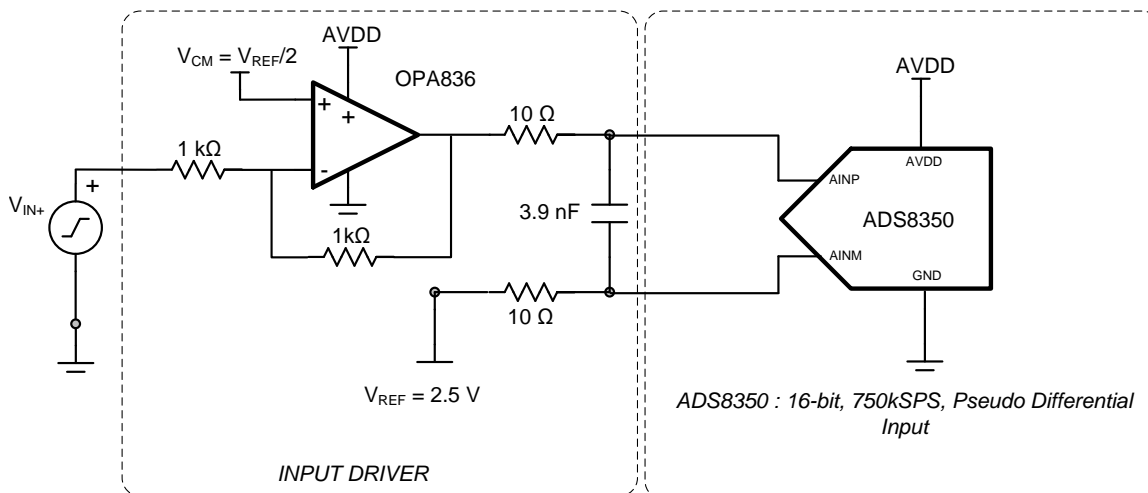 AVDD
V_CM = V_REF/2
OPA836
AVDD
10 Ω
1 kΩ
+
+
+
-
V_IN+
+
AINP
AVDD
3.9 nF
ADS8350
1kΩ
AINM
GND
10 Ω
V_REF = 2.5 V
ADS8350 : 16-bit, 750kSPS, Pseudo Differential
Input
INPUT DRIVER